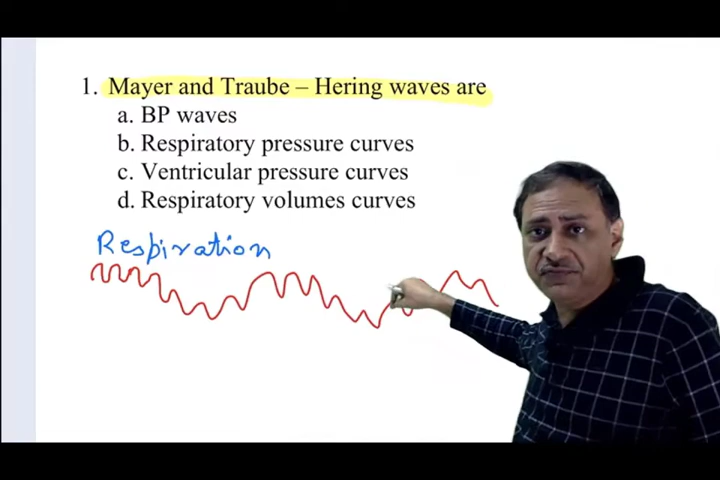 1. Mayer and Traube – Hering waves are
a. BP waves
b. Respiratory pressure curves
c. Ventricular pressure curves
d. Respiratory volumes curves
Respiration